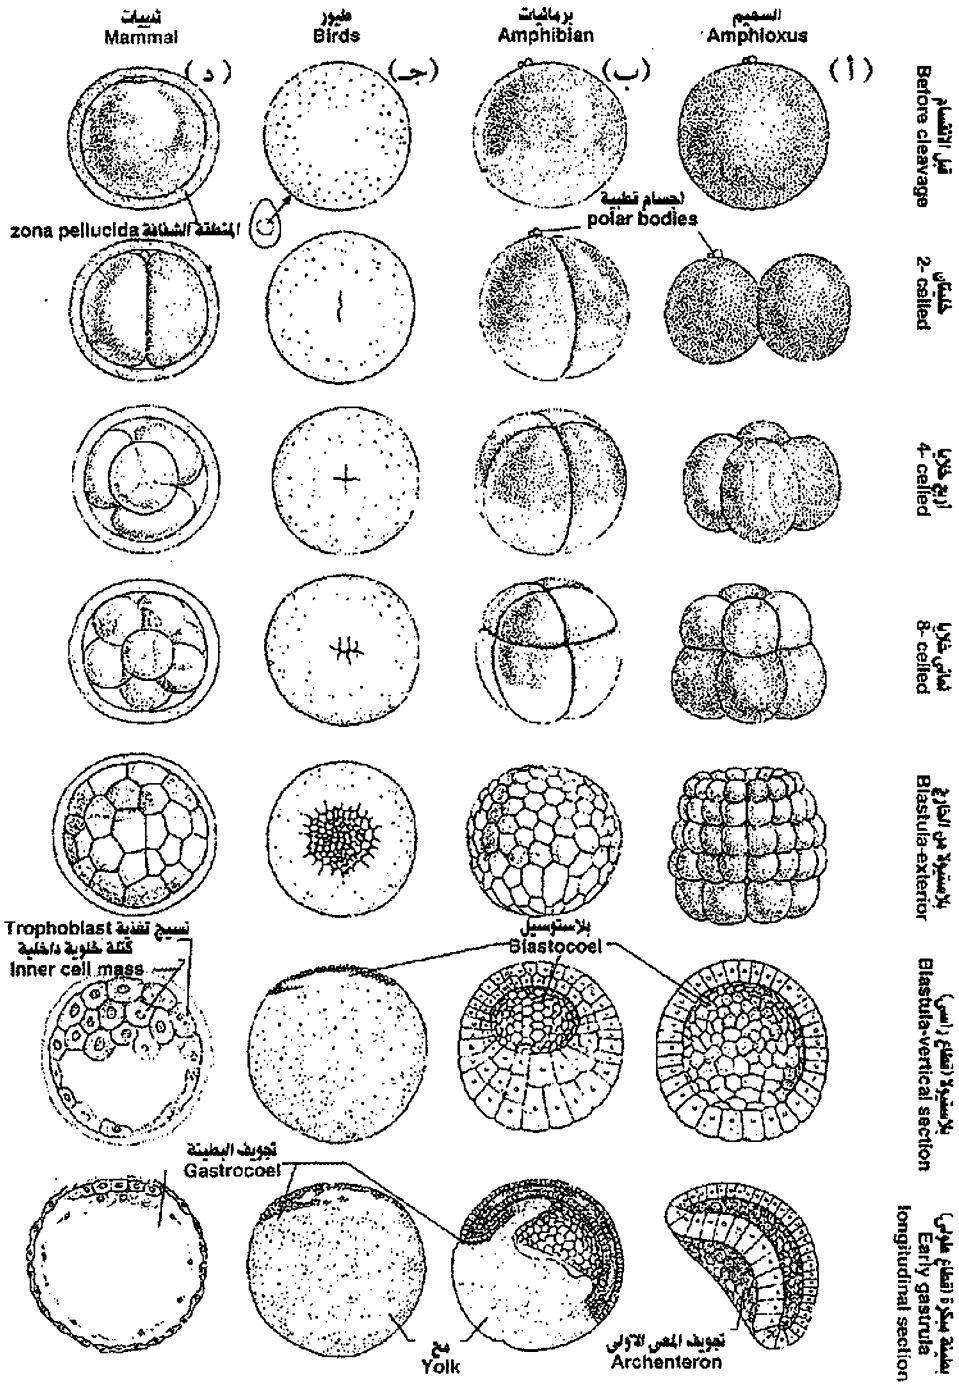 ثدييات
Mammal
طيور
Birds
برمائيات
Amphibian
السهيم
Amphioxus
(د)
(جـ)
(ب)
(أ)
قبل الانقسام
Before cleavage
zona pellucida المنطقة الشفافة
اجسام قطبية
polar bodies
خليتان
2- celled
أربع خلايا
4- celled
ثماني خلايا
8- celled
بلاستيولا من الخارج
Blastula-exterior
Trophoblast نسيج تغذية
كتلة خلوية داخلية
Inner cell mass
بلاستوسيل
Blastocoel
بلاستيولا (قطاع رأسي)
Blastula-vertical section
تجويف البطينة
Gastrocoel
مح
Yolk
تجويف المعى الاولى
Archenteron
بطينة مبكرة (قطاع طولى)
Early gastrula
longitudinal section